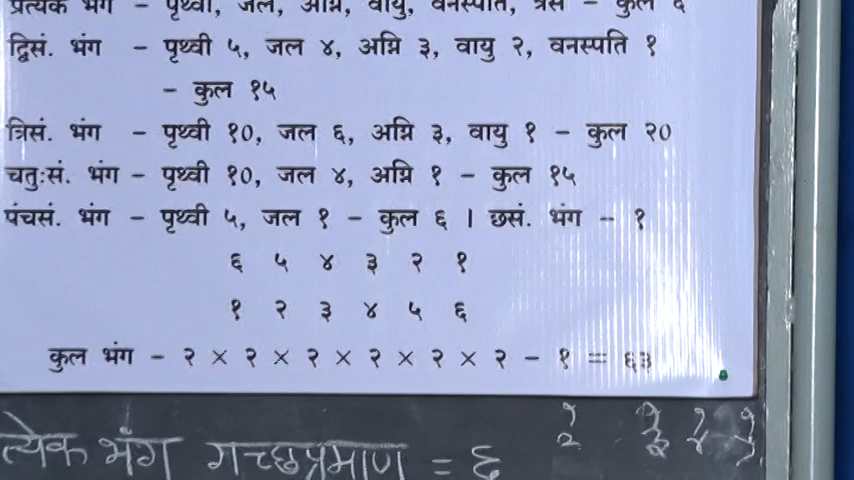 प्रत्येक भंग - पृथ्वी, जल, अग्नि, वायु, वनस्पति, त्रस - कुल ६
द्विसं. भंग - पृथ्वी ५, जल ४, अग्नि ३, वायु २, वनस्पति १
- कुल १५
त्रिसं. भंग - पृथ्वी १०, जल ६, अग्नि ३, वायु १ - कुल २०
चतुःसं. भंग - पृथ्वी १०, जल ४, अग्नि १ - कुल १५
पंचसं. भंग - पृथ्वी ५, जल १ - कुल ६ । छसं. भंग - १
६ ५ ४ ३ २ १
१ २ ३ ४ ५ ६
कुल भंग - २ × २ × २ × २ × २ × २ - १ = ६३
त्येक भंग गच्छप्रमाण = ६